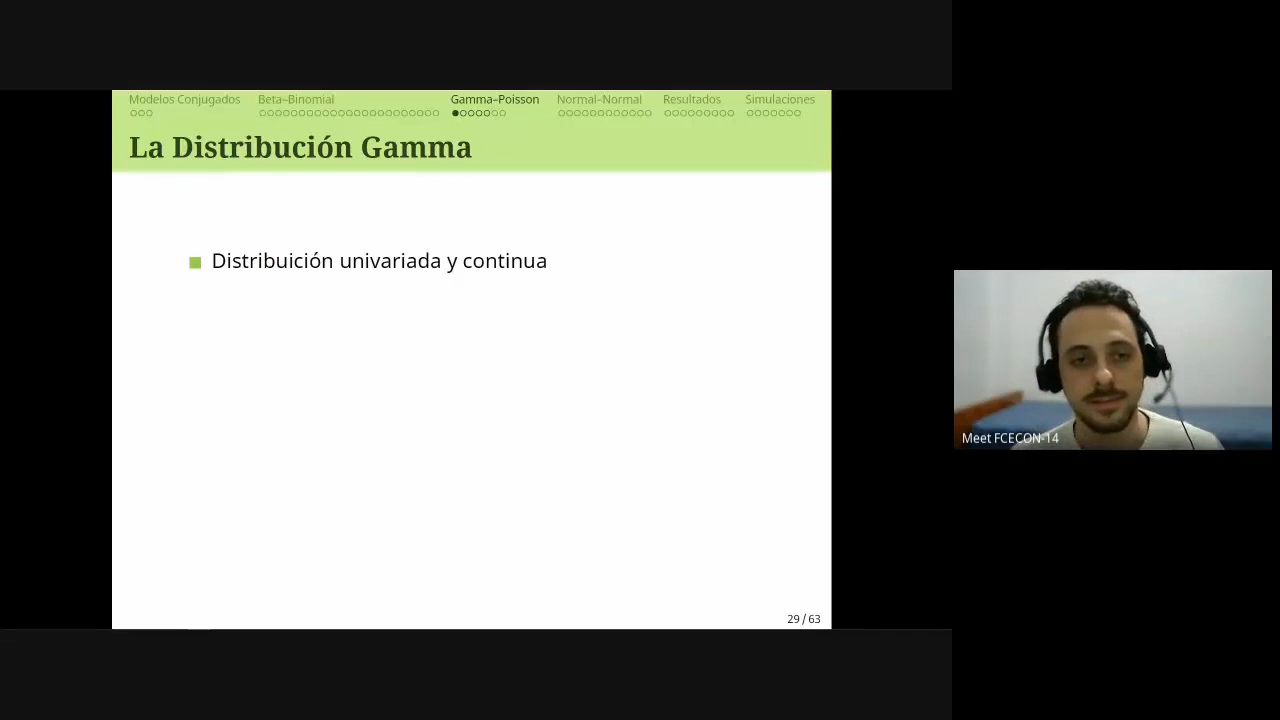 Modelos Conjugados Beta–Binomial Gamma–Poisson Normal–Normal Resultados Simulaciones
La Distribución Gamma
Distribuición univariada y continua
29 / 63
Meet FCECON-14